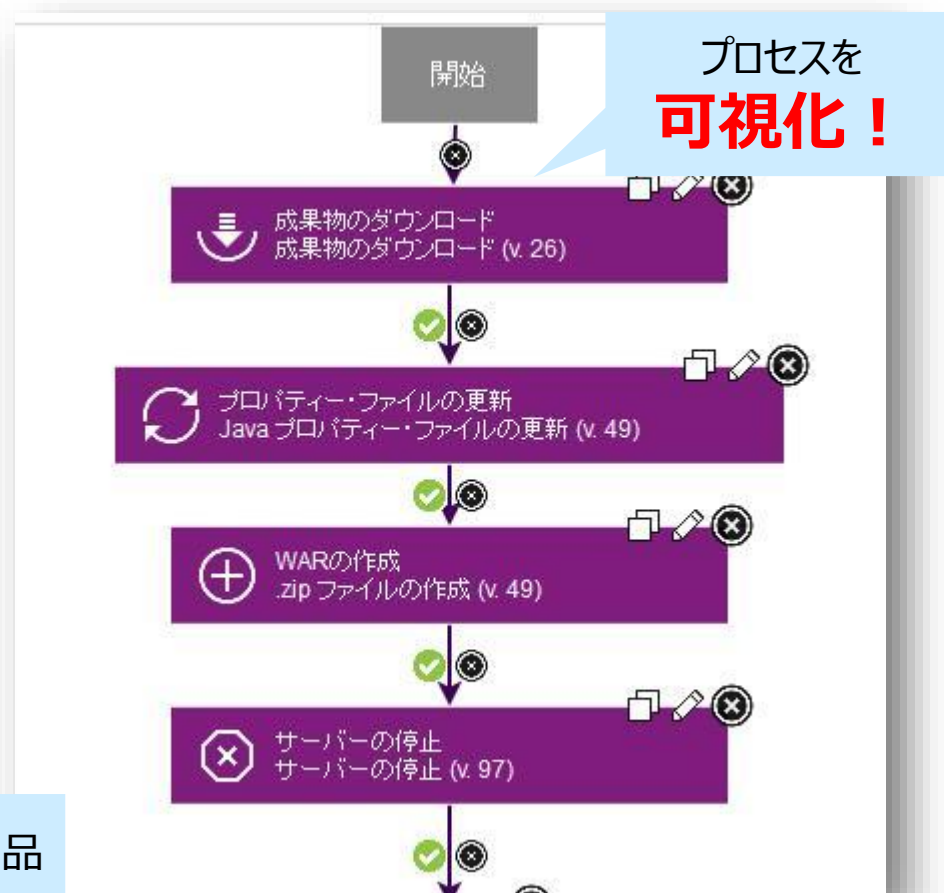 開始
プロセスを
可視化!
成果物のダウンロード
成果物のダウンロード (v. 26)
プロパティー・ファイルの更新
Java プロパティー・ファイルの更新 (v. 49)
WARの作成
.zip ファイルの作成 (v. 49)
サーバーの停止
サーバーの停止 (v. 97)
品